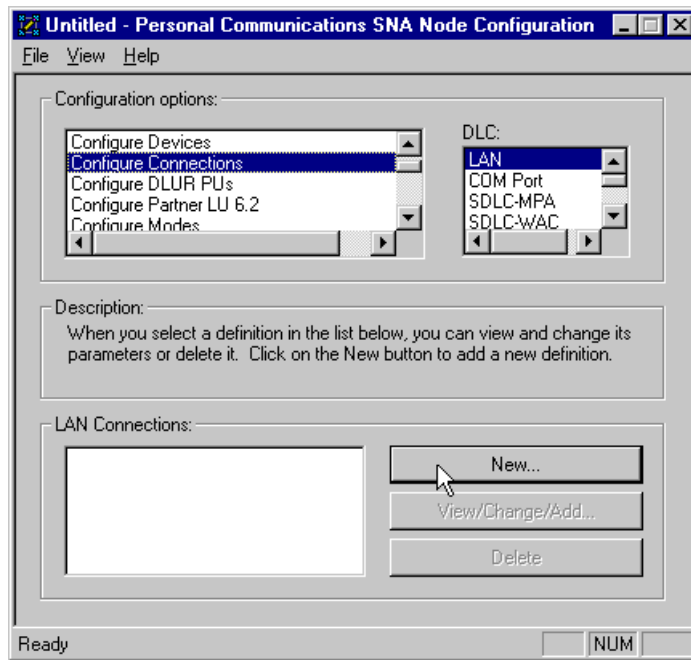 Untitled - Personal Communications SNA Node Configuration
File View Help
Configuration options:
Configure Devices
Configure Connections
Configure DLUR PUs
Configure Partner LU 6.2
Configure Modes
DLC:
LAN
COM Port
SDLC-MPA
SDLC-WAC
Description:
When you select a definition in the list below, you can view and change its
parameters or delete it.  Click on the New button to add a new definition.
LAN Connections:
New...
View/Change/Add...
Delete
Ready
NUM